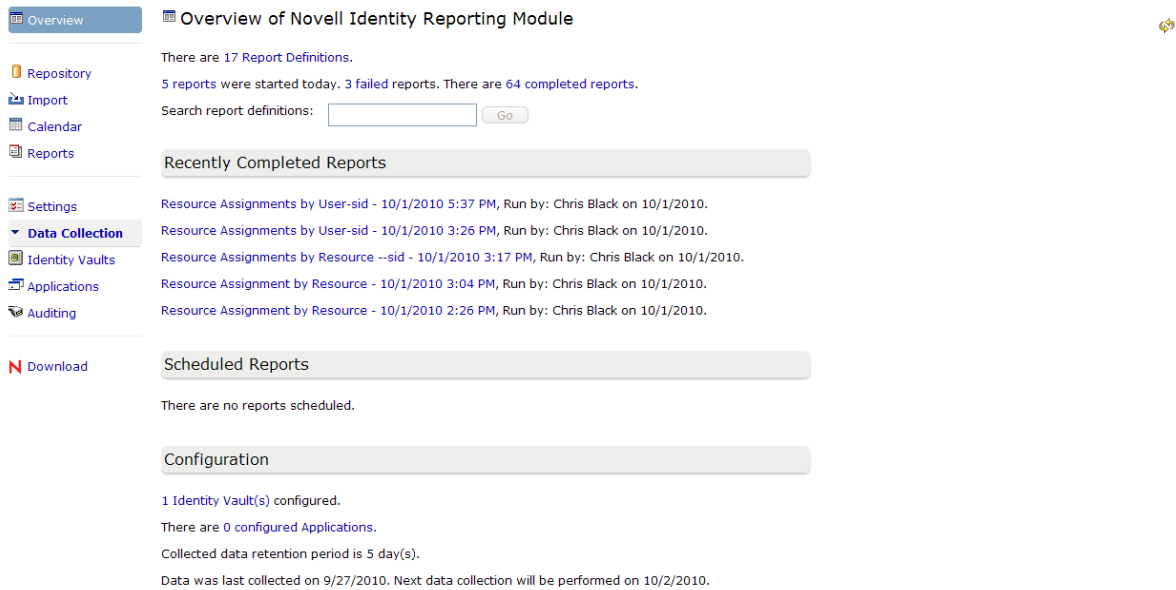 Overview
Repository
Import
Calendar
Reports
Settings
Data Collection
Identity Vaults
Applications
Auditing
Download
Overview of Novell Identity Reporting Module
There are 17 Report Definitions.
5 reports were started today. 3 failed reports. There are 64 completed reports.
Search report definitions: Go
Recently Completed Reports
Resource Assignments by User-sid - 10/1/2010 5:37 PM, Run by: Chris Black on 10/1/2010.
Resource Assignments by User-sid - 10/1/2010 3:26 PM, Run by: Chris Black on 10/1/2010.
Resource Assignments by Resource --sid - 10/1/2010 3:17 PM, Run by: Chris Black on 10/1/2010.
Resource Assignment by Resource - 10/1/2010 3:04 PM, Run by: Chris Black on 10/1/2010.
Resource Assignment by Resource - 10/1/2010 2:26 PM, Run by: Chris Black on 10/1/2010.
Scheduled Reports
There are no reports scheduled.
Configuration
1 Identity Vault(s) configured.
There are 0 configured Applications.
Collected data retention period is 5 day(s).
Data was last collected on 9/27/2010. Next data collection will be performed on 10/2/2010.